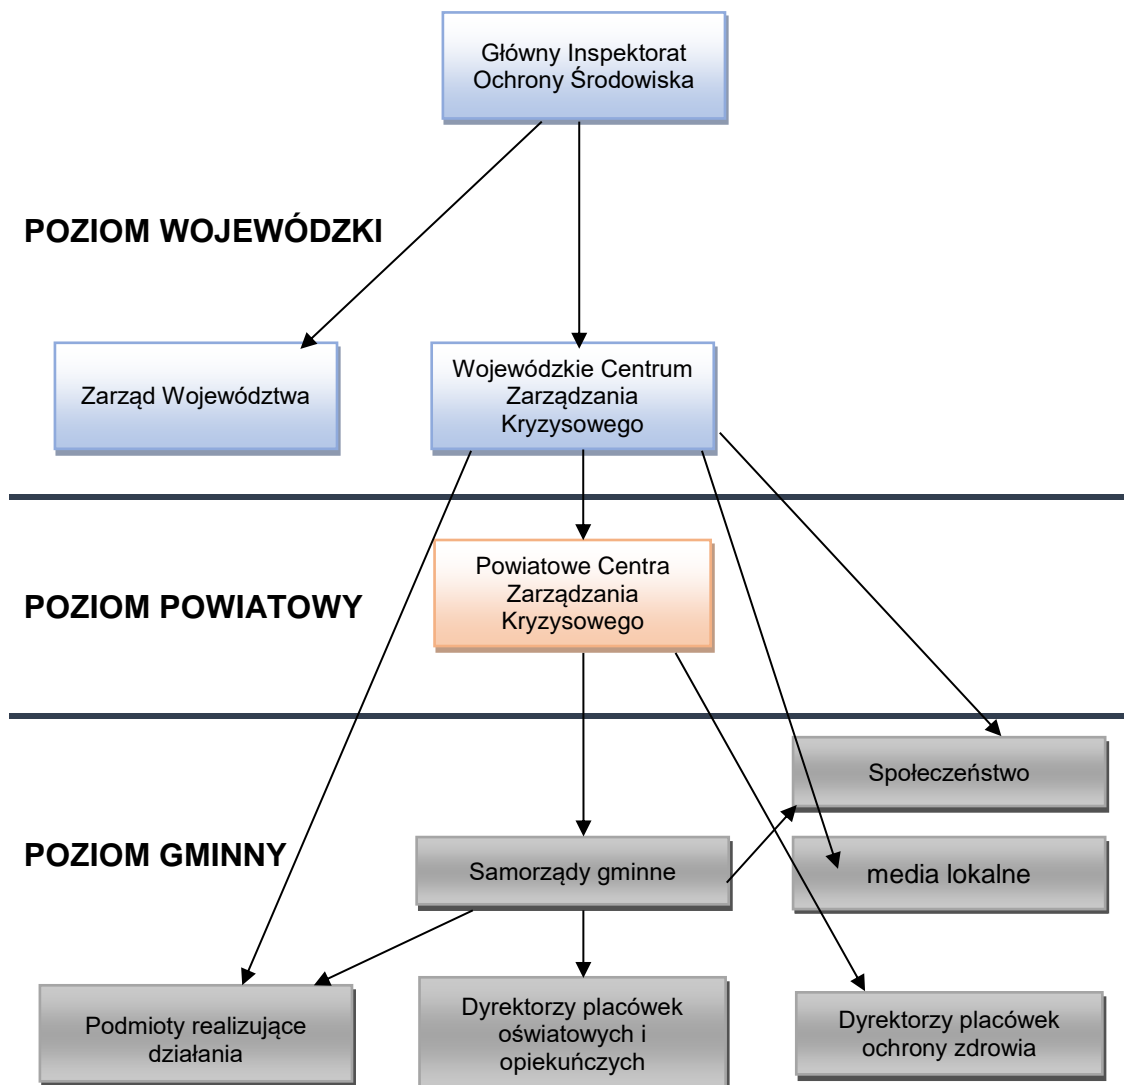 Główny Inspektorat
Ochrony Środowiska
POZIOM WOJEWÓDZKI
Zarząd Województwa
Wojewódzkie Centrum
Zarządzania
Kryzysowego
POZIOM POWIATOWY
Powiatowe Centra
Zarządzania
Kryzysowego
Społeczeństwo
POZIOM GMINNY
Samorządy gminne
media lokalne
Podmioty realizujące
działania
Dyrektorzy placówek
oświatowych i
opiekuńczych
Dyrektorzy placówek
ochrony zdrowia